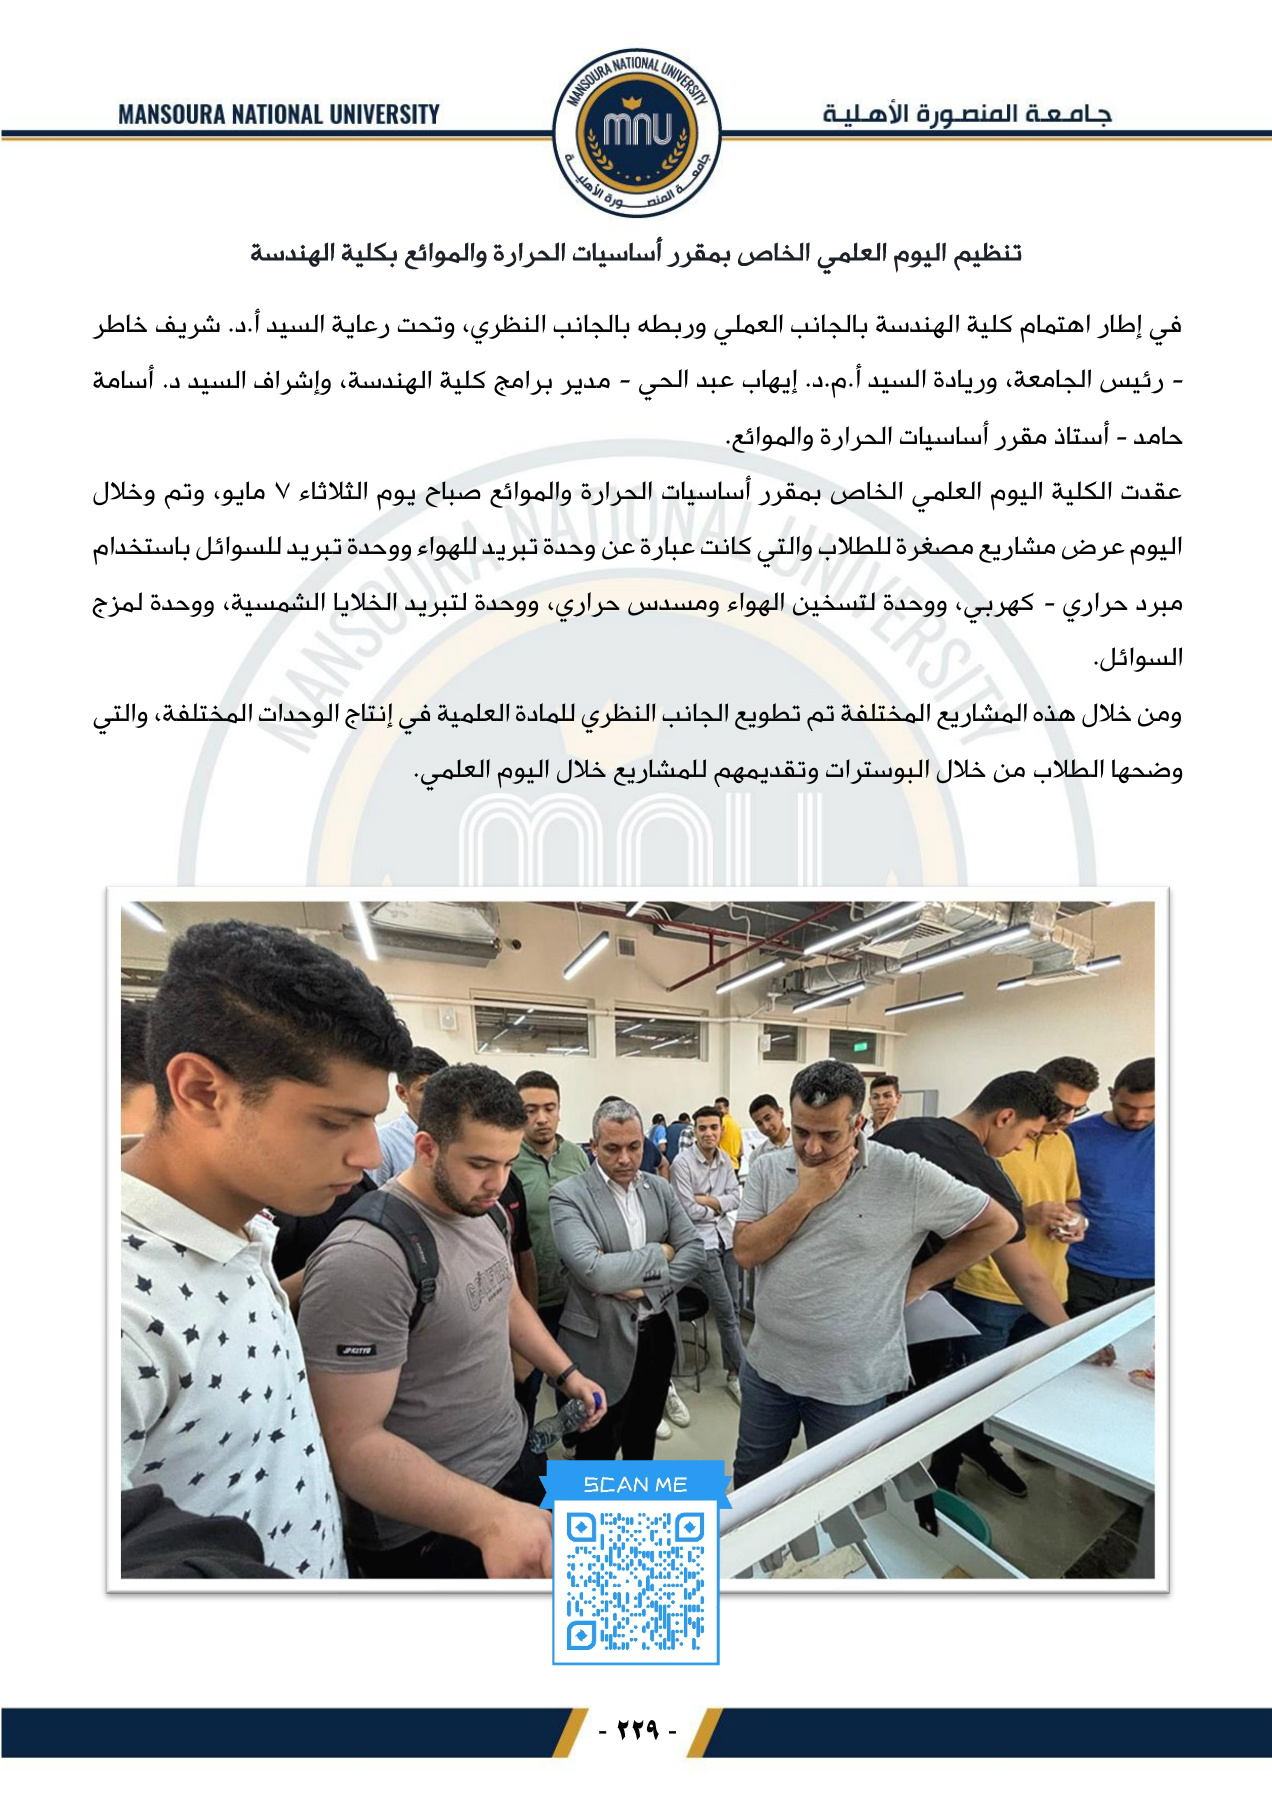 MANSOURA NATIONAL UNIVERSITY
جامعة المنصورة الأهلية
MANSOURA NATIONAL UNIVERSITY
mnu
جامعة المنصورة الأهلية
تنظيم اليوم العلمي الخاص بمقرر أساسيات الحرارة والموائع بكلية الهندسة
في إطار اهتمام كلية الهندسة بالجانب العملي وربطه بالجانب النظري، وتحت رعاية السيد أ.د. شريف خاطر
- رئيس الجامعة، وريادة السيد أ.م.د. إيهاب عبد الحي - مدير برامج كلية الهندسة، وإشراف السيد د. أسامة
حامد - أستاذ مقرر أساسيات الحرارة والموائع.
عقدت الكلية اليوم العلمي الخاص بمقرر أساسيات الحرارة والموائع صباح يوم الثلاثاء ٧ مايو، وتم وخلال
اليوم عرض مشاريع مصغرة للطلاب والتي كانت عبارة عن وحدة تبريد للهواء ووحدة تبريد للسوائل باستخدام
مبرد حراري - كهربي، ووحدة لتسخين الهواء ومسدس حراري، ووحدة لتبريد الخلايا الشمسية، ووحدة لمزج
السوائل.
ومن خلال هذه المشاريع المختلفة تم تطويع الجانب النظري للمادة العلمية في إنتاج الوحدات المختلفة، والتي
وضحها الطلاب من خلال البوسترات وتقديمهم للمشاريع خلال اليوم العلمي.
MANSOURA NATIONAL UNIVERSITY
mnu
SCAN ME
- ٢٢٩ -